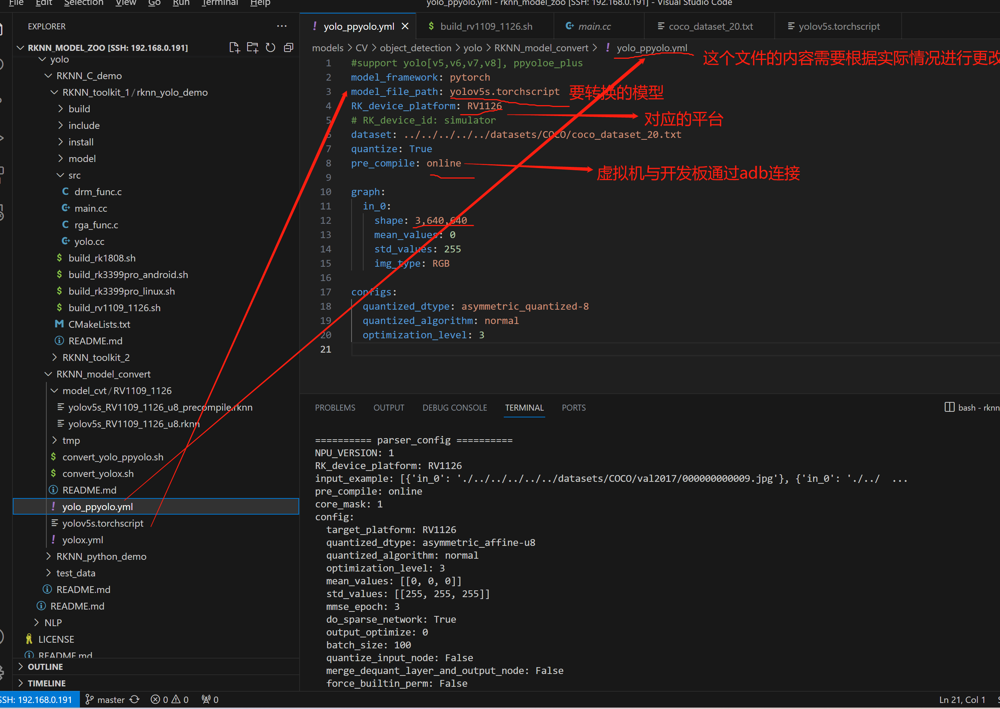 File Edit Selection View Go Run Terminal Help
yolo_ppyolo.yml - rknn_model_zoo [SSH: 192.168.0.191] - Visual Studio Code
EXPLORER
RKNN_MODEL_ZOO [SSH: 192.168.0.191]
yolo
RKNN_C_demo
RKNN_toolkit_1/rknn_yolo_demo
build
include
install
model
src
drm_func.c
main.cc
rga_func.c
yolo.cc
build_rk1808.sh
build_rk3399pro_android.sh
build_rk3399pro_linux.sh
build_rv1109_1126.sh
CMakeLists.txt
README.md
RKNN_toolkit_2
RKNN_model_convert
model_cvt/RV1109_1126
yolov5s_RV1109_1126_u8_precompile.rknn
yolov5s_RV1109_1126_u8.rknn
tmp
convert_yolo_ppyolo.sh
convert_yolox.sh
README.md
yolo_ppyolo.yml
yolov5s.torchscript
yolox.yml
RKNN_python_demo
test_data
README.md
README.md
NLP
LICENSE
README.md
OUTLINE
TIMELINE
yolo_ppyolo.yml
build_rv1109_1126.sh
main.cc
coco_dataset_20.txt
yolov5s.torchscript
models > CV > object_detection > yolo > RKNN_model_convert > ! yolo_ppyolo.yml
这个文件的内容需要根据实际情况进行更改
1 #support yolo[v5,v6,v7,v8], ppyoloe_plus
2 model_framework: pytorch
3 model_file_path: yolov5s.torchscript
要转换的模型
4 RK_device_platform: RV1126
对应的平台
5 # RK_device_id: simulator
6 dataset: ../../../../../datasets/COCO/coco_dataset_20.txt
7 quantize: True
8 pre_compile: online
虚拟机与开发板通过adb连接
9
10 graph:
11 in_0:
12 shape: 3,640,640
13 mean_values: 0
14 std_values: 255
15 img_type: RGB
16
17 configs:
18 quantized_dtype: asymmetric_quantized-8
19 quantized_algorithm: normal
20 optimization_level: 3
21
PROBLEMS OUTPUT DEBUG CONSOLE TERMINAL PORTS
bash - rknn
========== parser_config ==========
NPU_VERSION: 1
RK_device_platform: RV1126
input_example: [{'in_0': './../../../../../datasets/COCO/val2017/000000000009.jpg'}, {'in_0': './../ ...
pre_compile: online
core_mask: 1
config:
target_platform: RV1126
quantized_dtype: asymmetric_affine-u8
quantized_algorithm: normal
optimization_level: 3
mean_values: [[0, 0, 0]]
std_values: [[255, 255, 255]]
mmse_epoch: 3
do_sparse_network: True
output_optimize: 0
batch_size: 100
quantize_input_node: False
merge_dequant_layer_and_output_node: False
force_builtin_perm: False
SSH: 192.168.0.191
master
0 0
0
Ln 21, Col 1